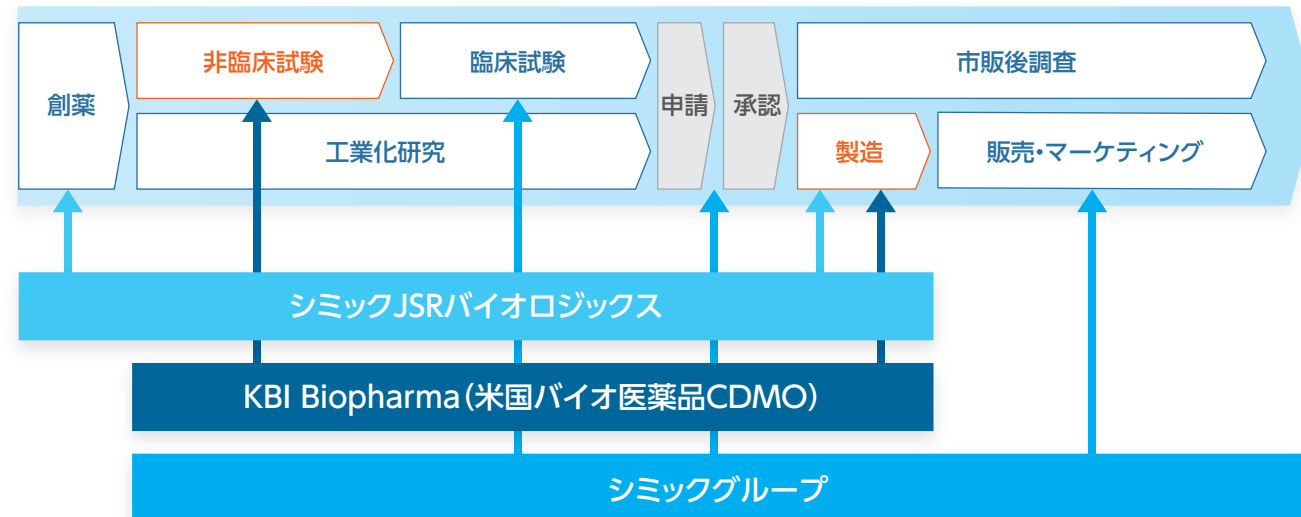 創薬
非臨床試験
臨床試験
工業化研究
申請
承認
市販後調査
製造
販売・マーケティング
シミックJSRバイオロジックス
KBI Biopharma（米国バイオ医薬品CDMO）
シミックグループ